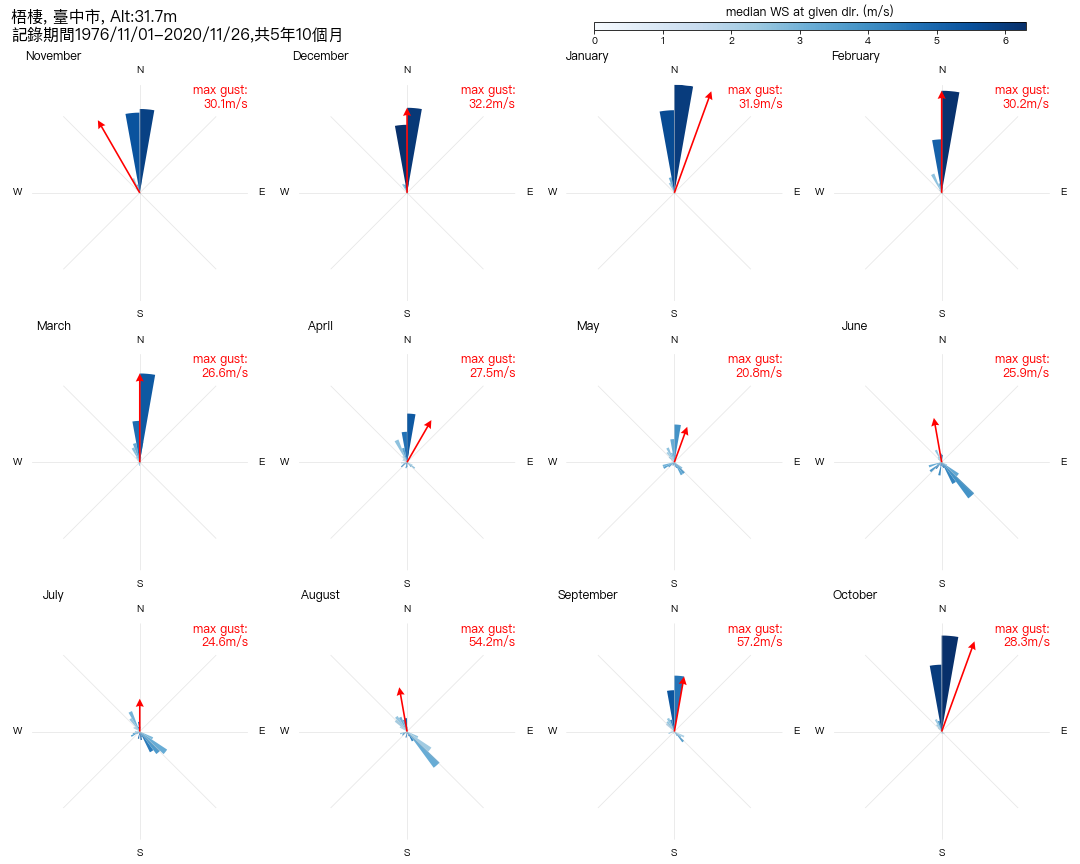 梧棲, 臺中市, Alt:31.7m
記錄期間1976/11/01−2020/11/26,共5年10個月
median WS at given dir. (m/s)
0 1 2 3 4 5 6
November
N
max gust:
30.1m/s
W
E
S
December
N
max gust:
32.2m/s
W
E
S
January
N
max gust:
31.9m/s
W
E
S
February
N
max gust:
30.2m/s
W
E
S
March
N
max gust:
26.6m/s
W
E
S
April
N
max gust:
27.5m/s
W
E
S
May
N
max gust:
20.8m/s
W
E
S
June
N
max gust:
25.9m/s
W
E
S
July
N
max gust:
24.6m/s
W
E
S
August
N
max gust:
54.2m/s
W
E
S
September
N
max gust:
57.2m/s
W
E
S
October
N
max gust:
28.3m/s
W
E
S